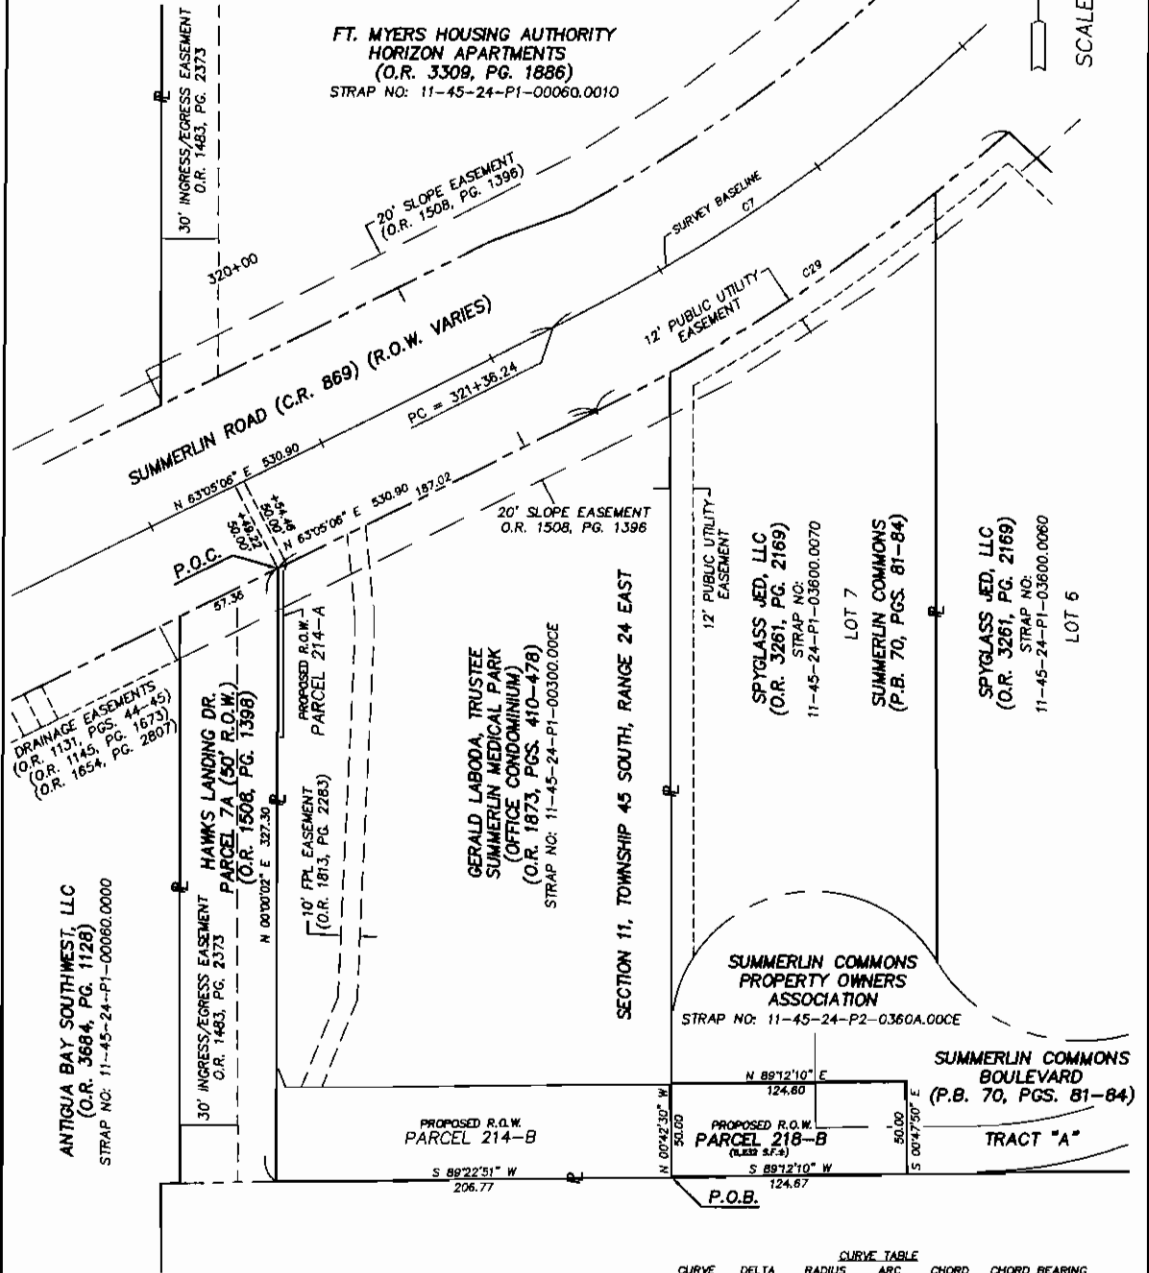 FT. MYERS HOUSING AUTHORITY
HORIZON APARTMENTS
(O.R. 3309, PG. 1886)
STRAP NO: 11-45-24-P1-00060.0010
SCALE
30' INGRESS/EGRESS EASEMENT
O.R. 1483, PG. 2373
20' SLOPE EASEMENT
(O.R. 1508, PG. 1396)
320+00
SURVEY BASELINE
C7
C29
12' PUBLIC UTILITY
EASEMENT
SUMMERLIN ROAD (C.R. 869) (R.O.W. VARIES)
PC = 321+36.24
N 63°05'06" E 530.90
+54.46
50.00
+49.22
50.00
N 63°05'06" E 530.90 187.02
P.O.C.
57.36
20' SLOPE EASEMENT
O.R. 1508, PG. 1396
12' PUBLIC UTILITY
EASEMENT
DRAINAGE EASEMENTS
(O.R. 1131, PGS. 44-45)
(O.R. 1145, PG. 1673)
(O.R. 1654, PG. 2807)
HAWKS LANDING DR.
PARCEL 7A (50' R.O.W.)
(O.R. 1508, PG. 1398)
N 00°00'02" E 327.30
PROPOSED R.O.W.
PARCEL 214-A
10' FPL EASEMENT
(O.R. 1813, PG. 2283)
GERALD LABODA, TRUSTEE
SUMMERLIN MEDICAL PARK
(OFFICE CONDOMINIUM)
(O.R. 1873, PGS. 410-478)
STRAP NO: 11-45-24-P1-00300.00CE
SECTION 11, TOWNSHIP 45 SOUTH, RANGE 24 EAST
SPYGLASS JED, LLC
(O.R. 3261, PG. 2169)
STRAP NO:
11-45-24-P1-03600.0070
LOT 7
SUMMERLIN COMMONS
(P.B. 70, PGS. 81-84)
SPYGLASS JED, LLC
(O.R. 3261, PG. 2169)
STRAP NO:
11-45-24-P1-03600.0060
LOT 6
ANTIGUA BAY SOUTHWEST, LLC
(O.R. 3684, PG. 1128)
STRAP NO: 11-45-24-P1-00060.0000
30' INGRESS/EGRESS EASEMENT
O.R. 1483, PG. 2373
SUMMERLIN COMMONS
PROPERTY OWNERS
ASSOCIATION
STRAP NO: 11-45-24-P2-0360A.00CE
SUMMERLIN COMMONS
BOULEVARD
(P.B. 70, PGS. 81-84)
N 89°12'10" E
124.60
PROPOSED R.O.W.
PARCEL 214-B
N 00°42'30" W
50.00
PROPOSED R.O.W.
PARCEL 218-B
50.00
S 00°47'50" E
TRACT "A"
S 89°22'51" W
206.77
S 89°12'10" W
124.67
P.O.B.
CURVE TABLE
CURVE DELTA RADIUS ARC CHORD CHORD BEARING